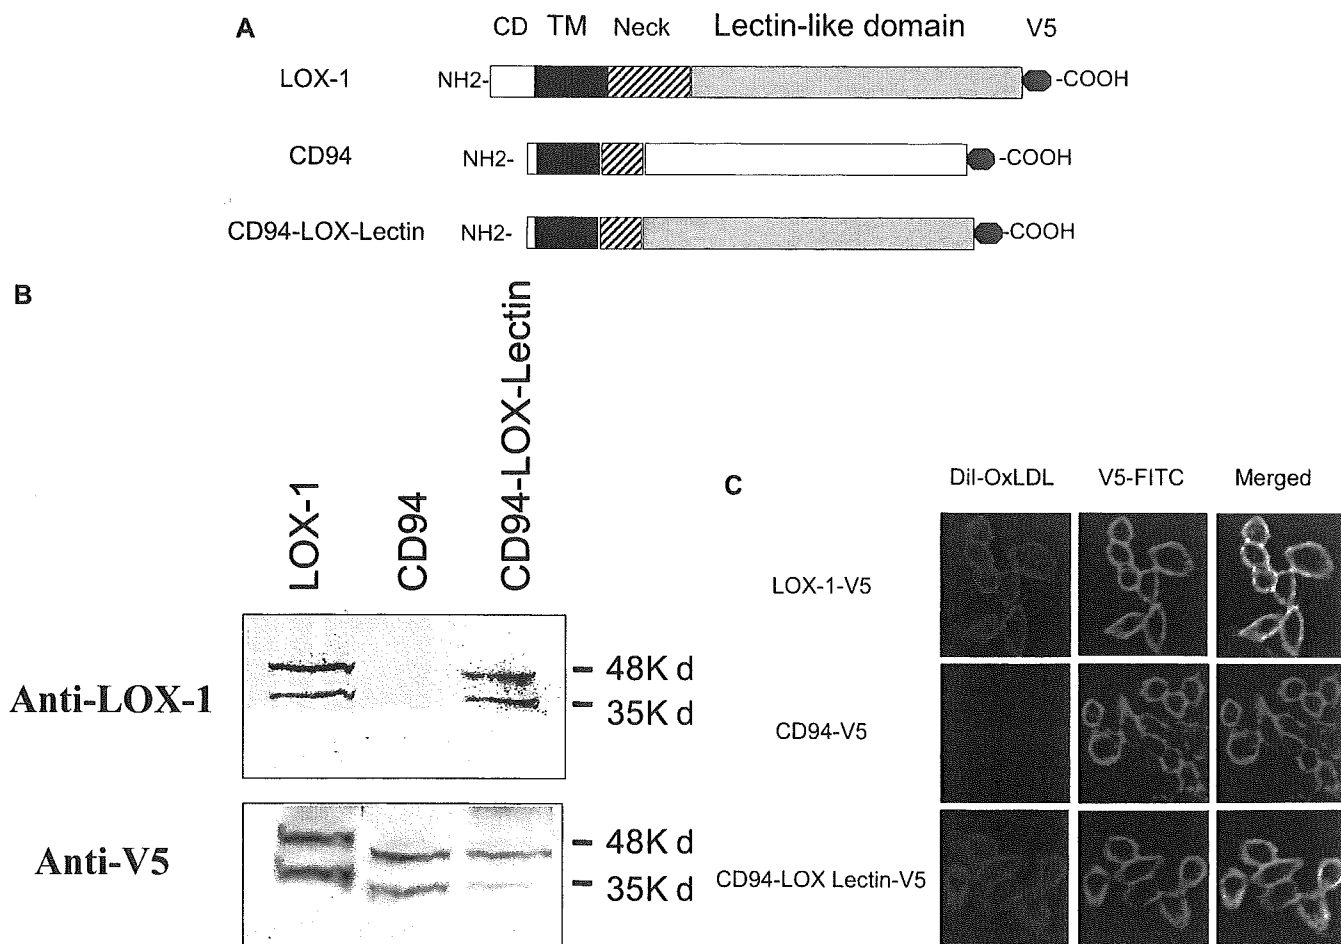 A
CD TM Neck Lectin-like domain V5
LOX-1 NH2- -COOH
CD94 NH2- -COOH
CD94-LOX-Lectin NH2- -COOH
B
LOX-1
CD94
CD94-LOX-Lectin
Anti-LOX-1
48K d
35K d
Anti-V5
48K d
35K d
C
DiI-OxLDL V5-FITC Merged
LOX-1-V5
CD94-V5
CD94-LOX Lectin-V5